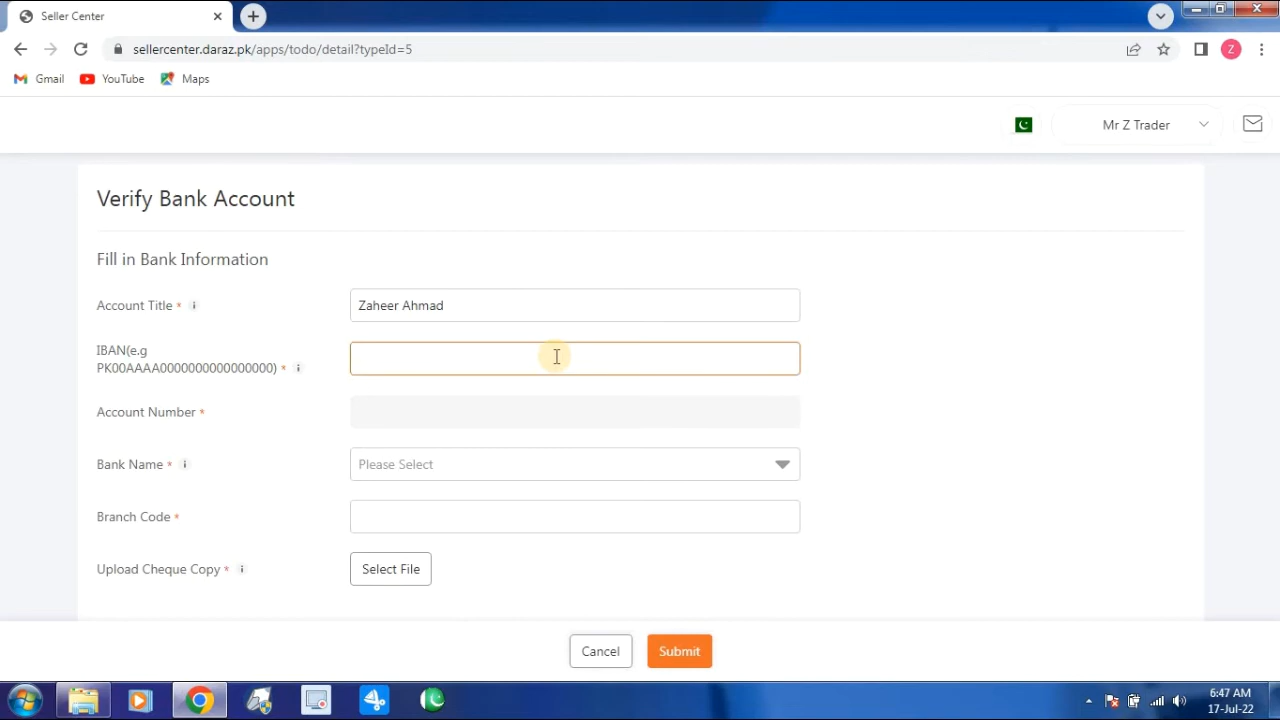 Seller Center
sellercenter.daraz.pk/apps/todo/detail?typeId=5
Z
Gmail
YouTube
Maps
Mr Z Trader
Verify Bank Account
Fill in Bank Information
Account Title *
Zaheer Ahmad
IBAN(e.g
PK00AAAA0000000000000000) *
Account Number *
Bank Name *
Please Select
Branch Code *
Upload Cheque Copy *
Select File
Cancel
Submit
6:47 AM
17-Jul-22